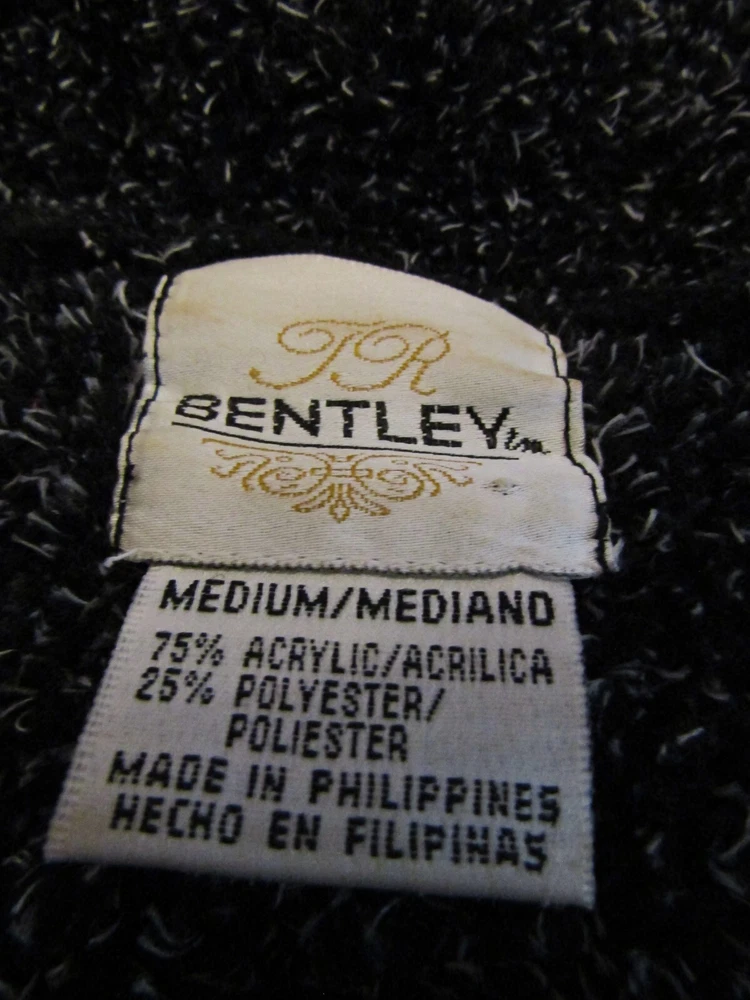 TR
BENTLEY tm
MEDIUM/MEDIANO
75% ACRYLIC/ACRILICA
25% POLYESTER/
POLIESTER
MADE IN PHILIPPINES
HECHO EN FILIPINAS